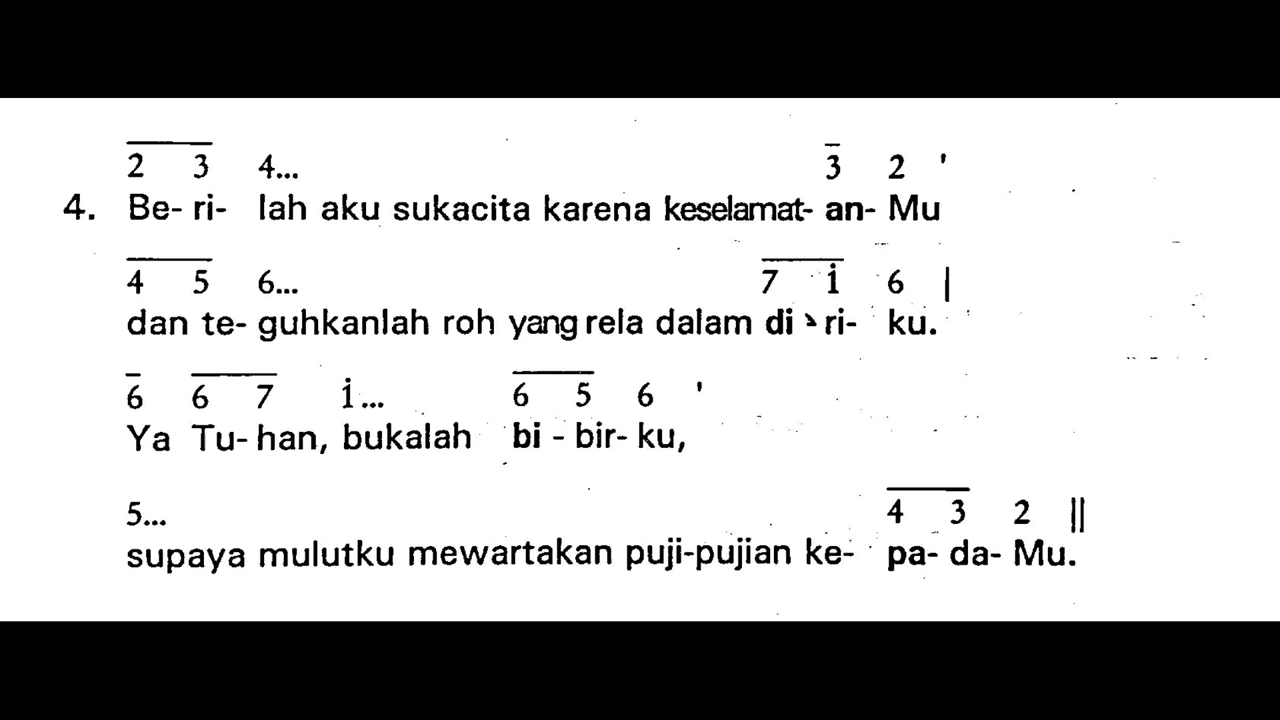 2 3 4... 3 2 '
4. Be- ri- lah aku sukacita karena keselamat- an- Mu
4 5 6... 7 i 6 |
dan te- guhkanlah roh yang rela dalam di ri- ku.
6 6 7 i... 6 5 6 '
Ya Tu- han, bukalah bi - bir- ku,
5... 4 3 2 ||
supaya mulutku mewartakan puji-pujian ke- pa- da- Mu.